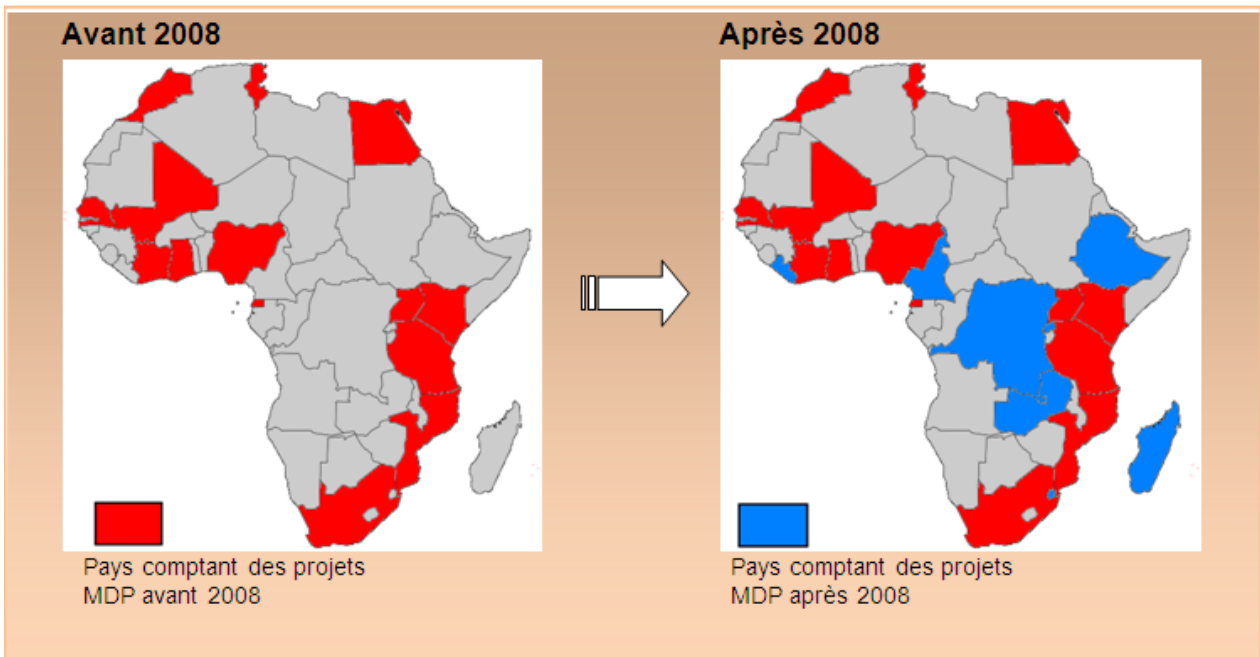 Avant 2008
Après 2008
Pays comptant des projets
MDP avant 2008
Pays comptant des projets
MDP après 2008